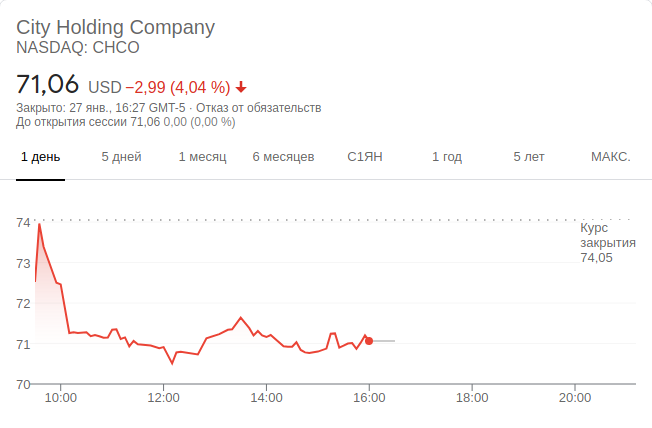 City Holding Company
NASDAQ: CHCO
71,06 USD −2,99 (4,04 %)
Закрыто: 27 янв., 16:27 GMT-5 · Отказ от обязательств
До открытия сессии 71,06 0,00 (0,00 %)
1 день 5 дней 1 месяц 6 месяцев С1ЯН 1 год 5 лет МАКС.
74
Курс
закрытия
74,05
73
72
71
70
10:00 12:00 14:00 16:00 18:00 20:00